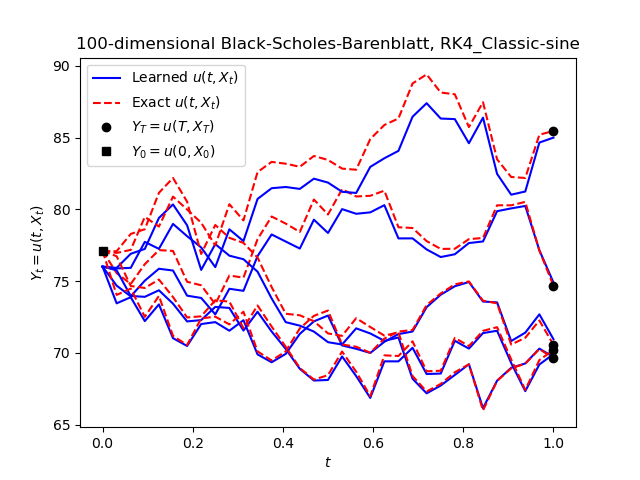 100-dimensional Black-Scholes-Barenblatt, RK4_Classic-sine
Learned u(t, X_t)
Exact u(t, X_t)
Y_T = u(T, X_T)
Y_0 = u(0, X_0)
90
85
80
75
70
65
Y_t = u(t, X_t)
0.0 0.2 0.4 0.6 0.8 1.0
t